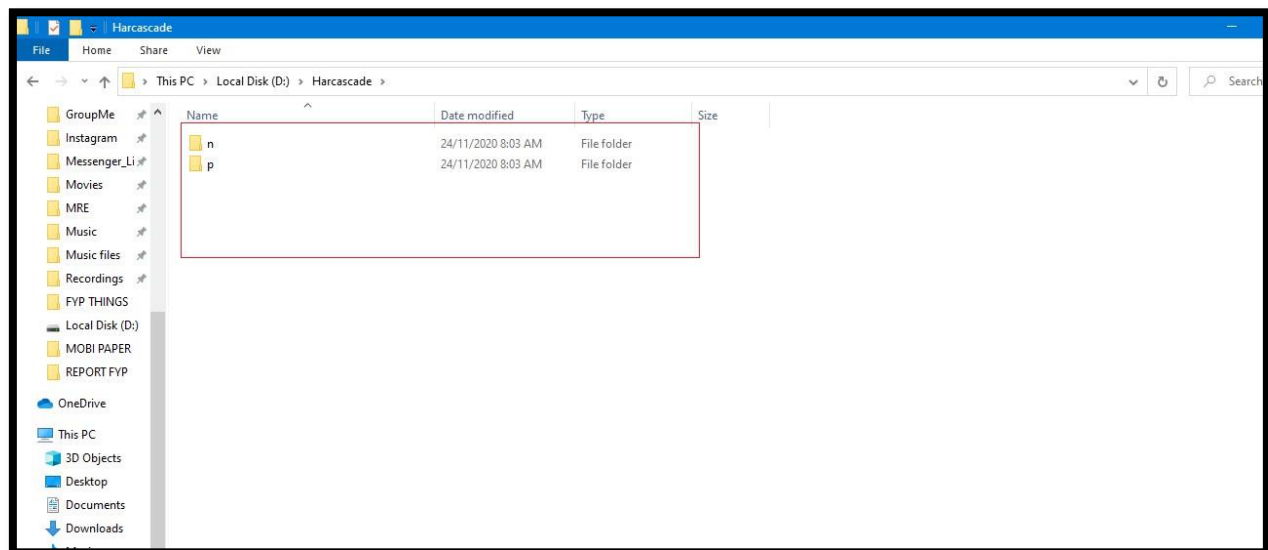 Harcascade
File Home Share View
This PC > Local Disk (D:) > Harcascade >
Search
Name Date modified Type Size
n 24/11/2020 8:03 AM File folder
p 24/11/2020 8:03 AM File folder
GroupMe
Instagram
Messenger_Li
Movies
MRE
Music
Music files
Recordings
FYP THINGS
Local Disk (D:)
MOBI PAPER
REPORT FYP
OneDrive
This PC
3D Objects
Desktop
Documents
Downloads